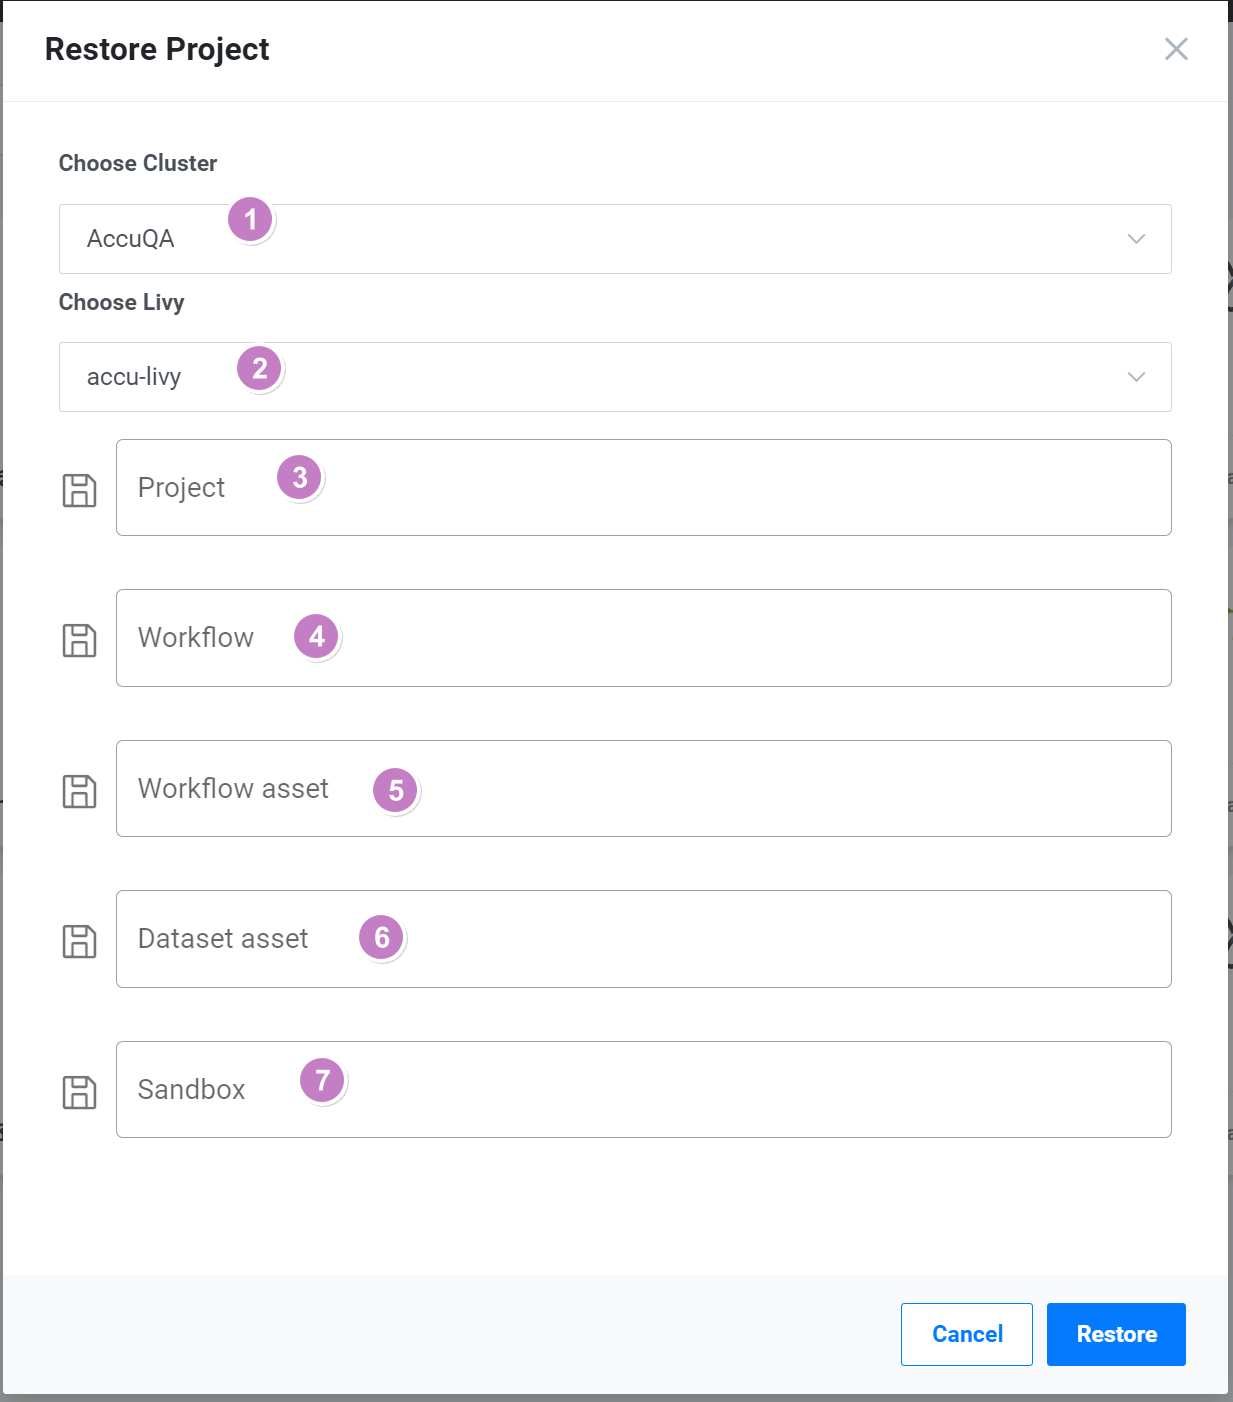 Restore Project
Choose Cluster
AccuQA 1
Choose Livy
accu-livy 2
Project 3
Workflow 4
Workflow asset 5
Dataset asset 6
Sandbox 7
Cancel Restore